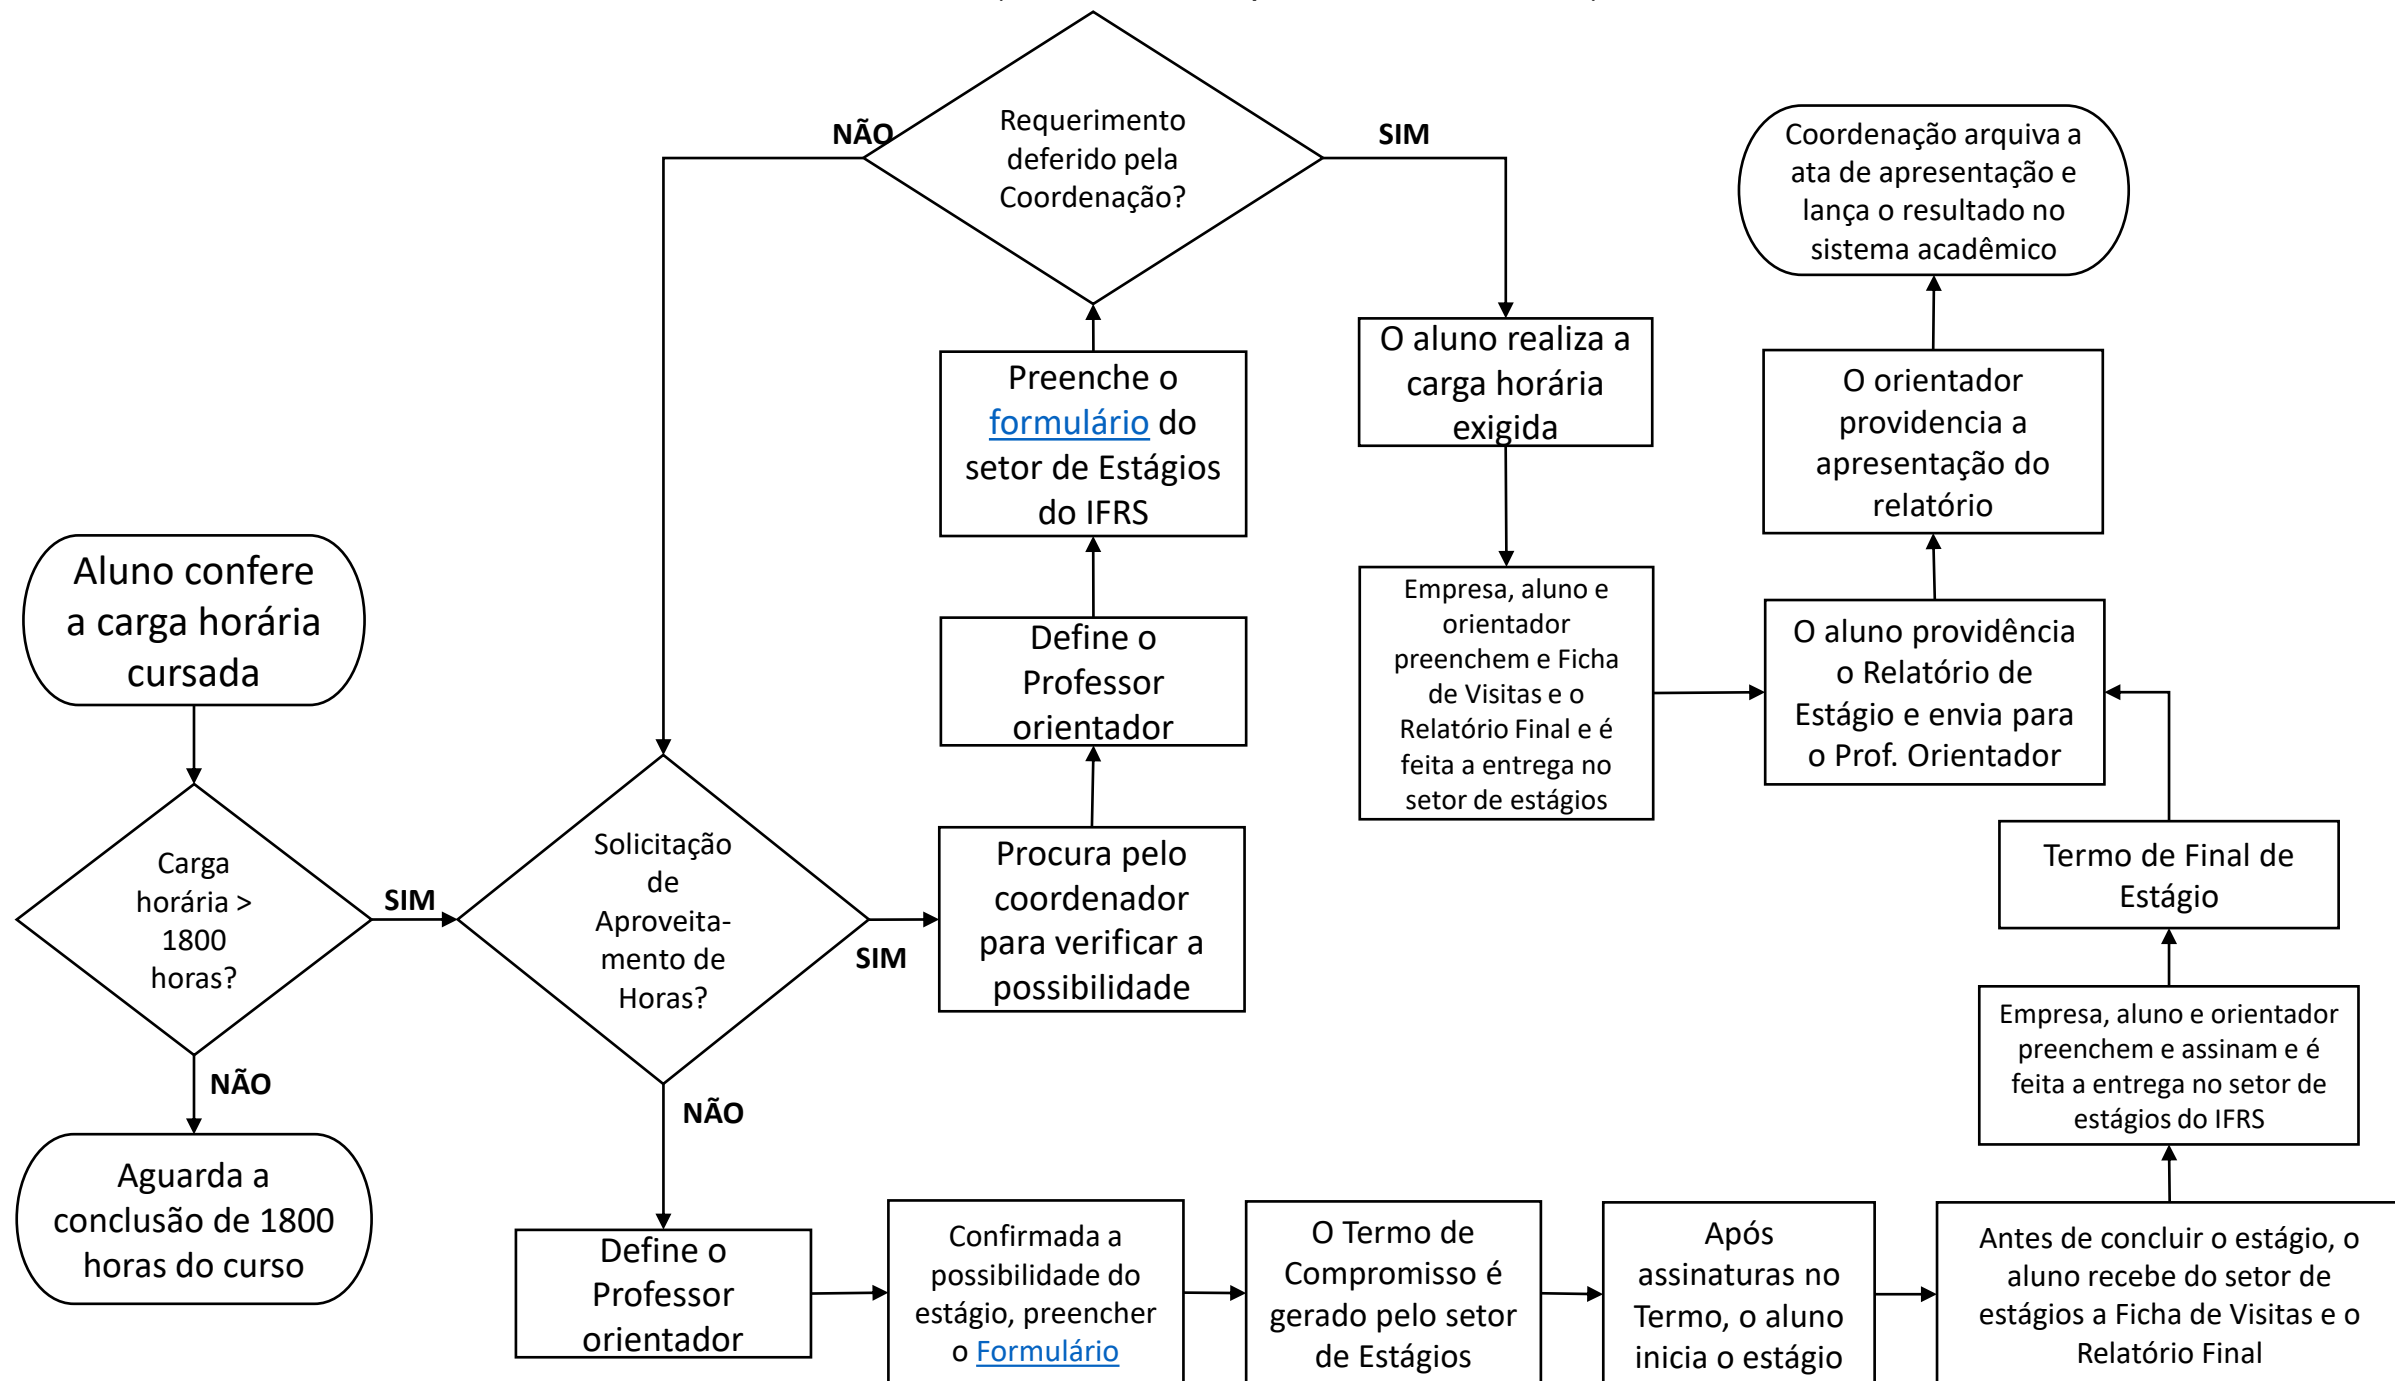 Aluno confere
a carga horária
cursada
Carga
horária >
1800
horas?
SIM
NÃO
Aguarda a
conclusão de 1800
horas do curso
Solicitação
de
Aproveita-
mento de
Horas?
SIM
NÃO
Procura pelo
coordenador
para verificar a
possibilidade
Define o
Professor
orientador
Preenche o
formulário do
setor de Estágios
do IFRS
Requerimento
deferido pela
Coordenação?
NÃO
SIM
O aluno realiza a
carga horária
exigida
Empresa, aluno e
orientador
preenchem e Ficha
de Visitas e o
Relatório Final e é
feita a entrega no
setor de estágios
Define o
Professor
orientador
Confirmada a
possibilidade do
estágio, preencher
o Formulário
O Termo de
Compromisso é
gerado pelo setor
de Estágios
Após
assinaturas no
Termo, o aluno
inicia o estágio
Antes de concluir o estágio, o
aluno recebe do setor de
estágios a Ficha de Visitas e o
Relatório Final
Empresa, aluno e orientador
preenchem e assinam e é
feita a entrega no setor de
estágios do IFRS
Termo de Final de
Estágio
O aluno providência
o Relatório de
Estágio e envia para
o Prof. Orientador
O orientador
providencia a
apresentação do
relatório
Coordenação arquiva a
ata de apresentação e
lança o resultado no
sistema acadêmico